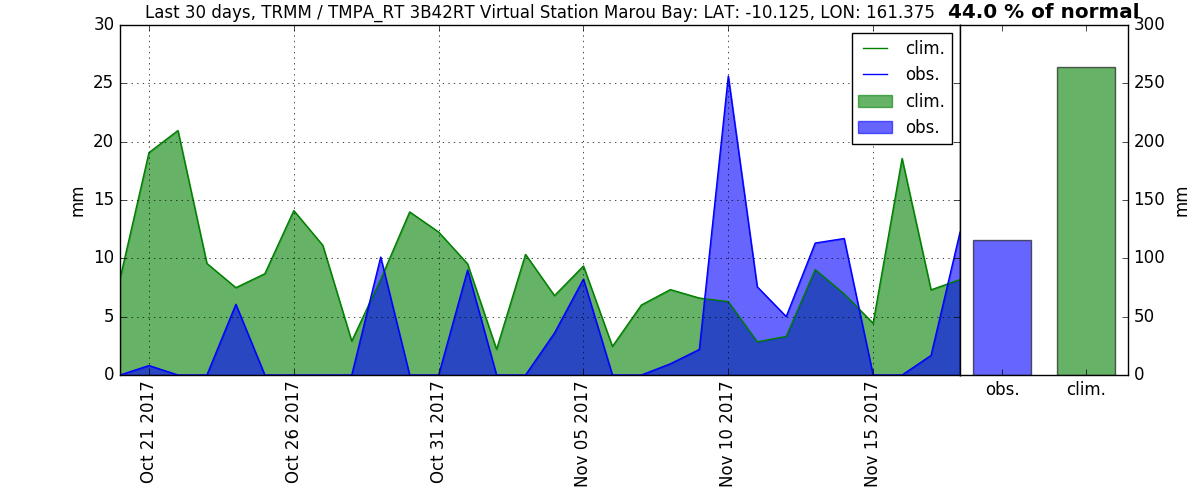 Last 30 days, TRMM / TMPA_RT 3B42RT Virtual Station Marou Bay: LAT: -10.125, LON: 161.375
44.0 % of normal
30
25
20
15
10
5
0
mm
clim.
obs.
clim.
obs.
Oct 21 2017
Oct 26 2017
Oct 31 2017
Nov 05 2017
Nov 10 2017
Nov 15 2017
300
250
200
150
100
50
0
mm
obs.
clim.